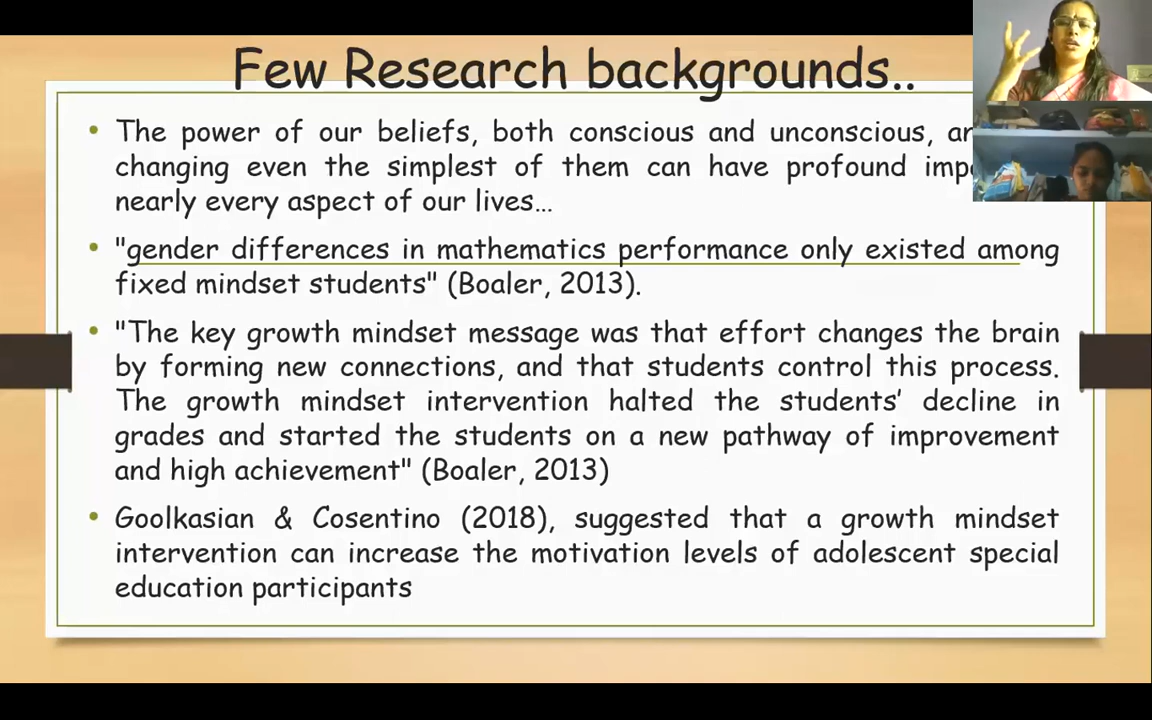 Few Research backgrounds..
• The power of our beliefs, both conscious and unconscious,
changing even the simplest of them can have profound
nearly every aspect of our lives…
• "gender differences in mathematics performance only existed among
fixed mindset students" (Boaler, 2013).
• "The key growth mindset message was that effort changes the brain
by forming new connections, and that students control this process.
The growth mindset intervention halted the students’ decline in
grades and started the students on a new pathway of improvement
and high achievement" (Boaler, 2013)
• Goolkasian & Cosentino (2018), suggested that a growth mindset
intervention can increase the motivation levels of adolescent special
education participants